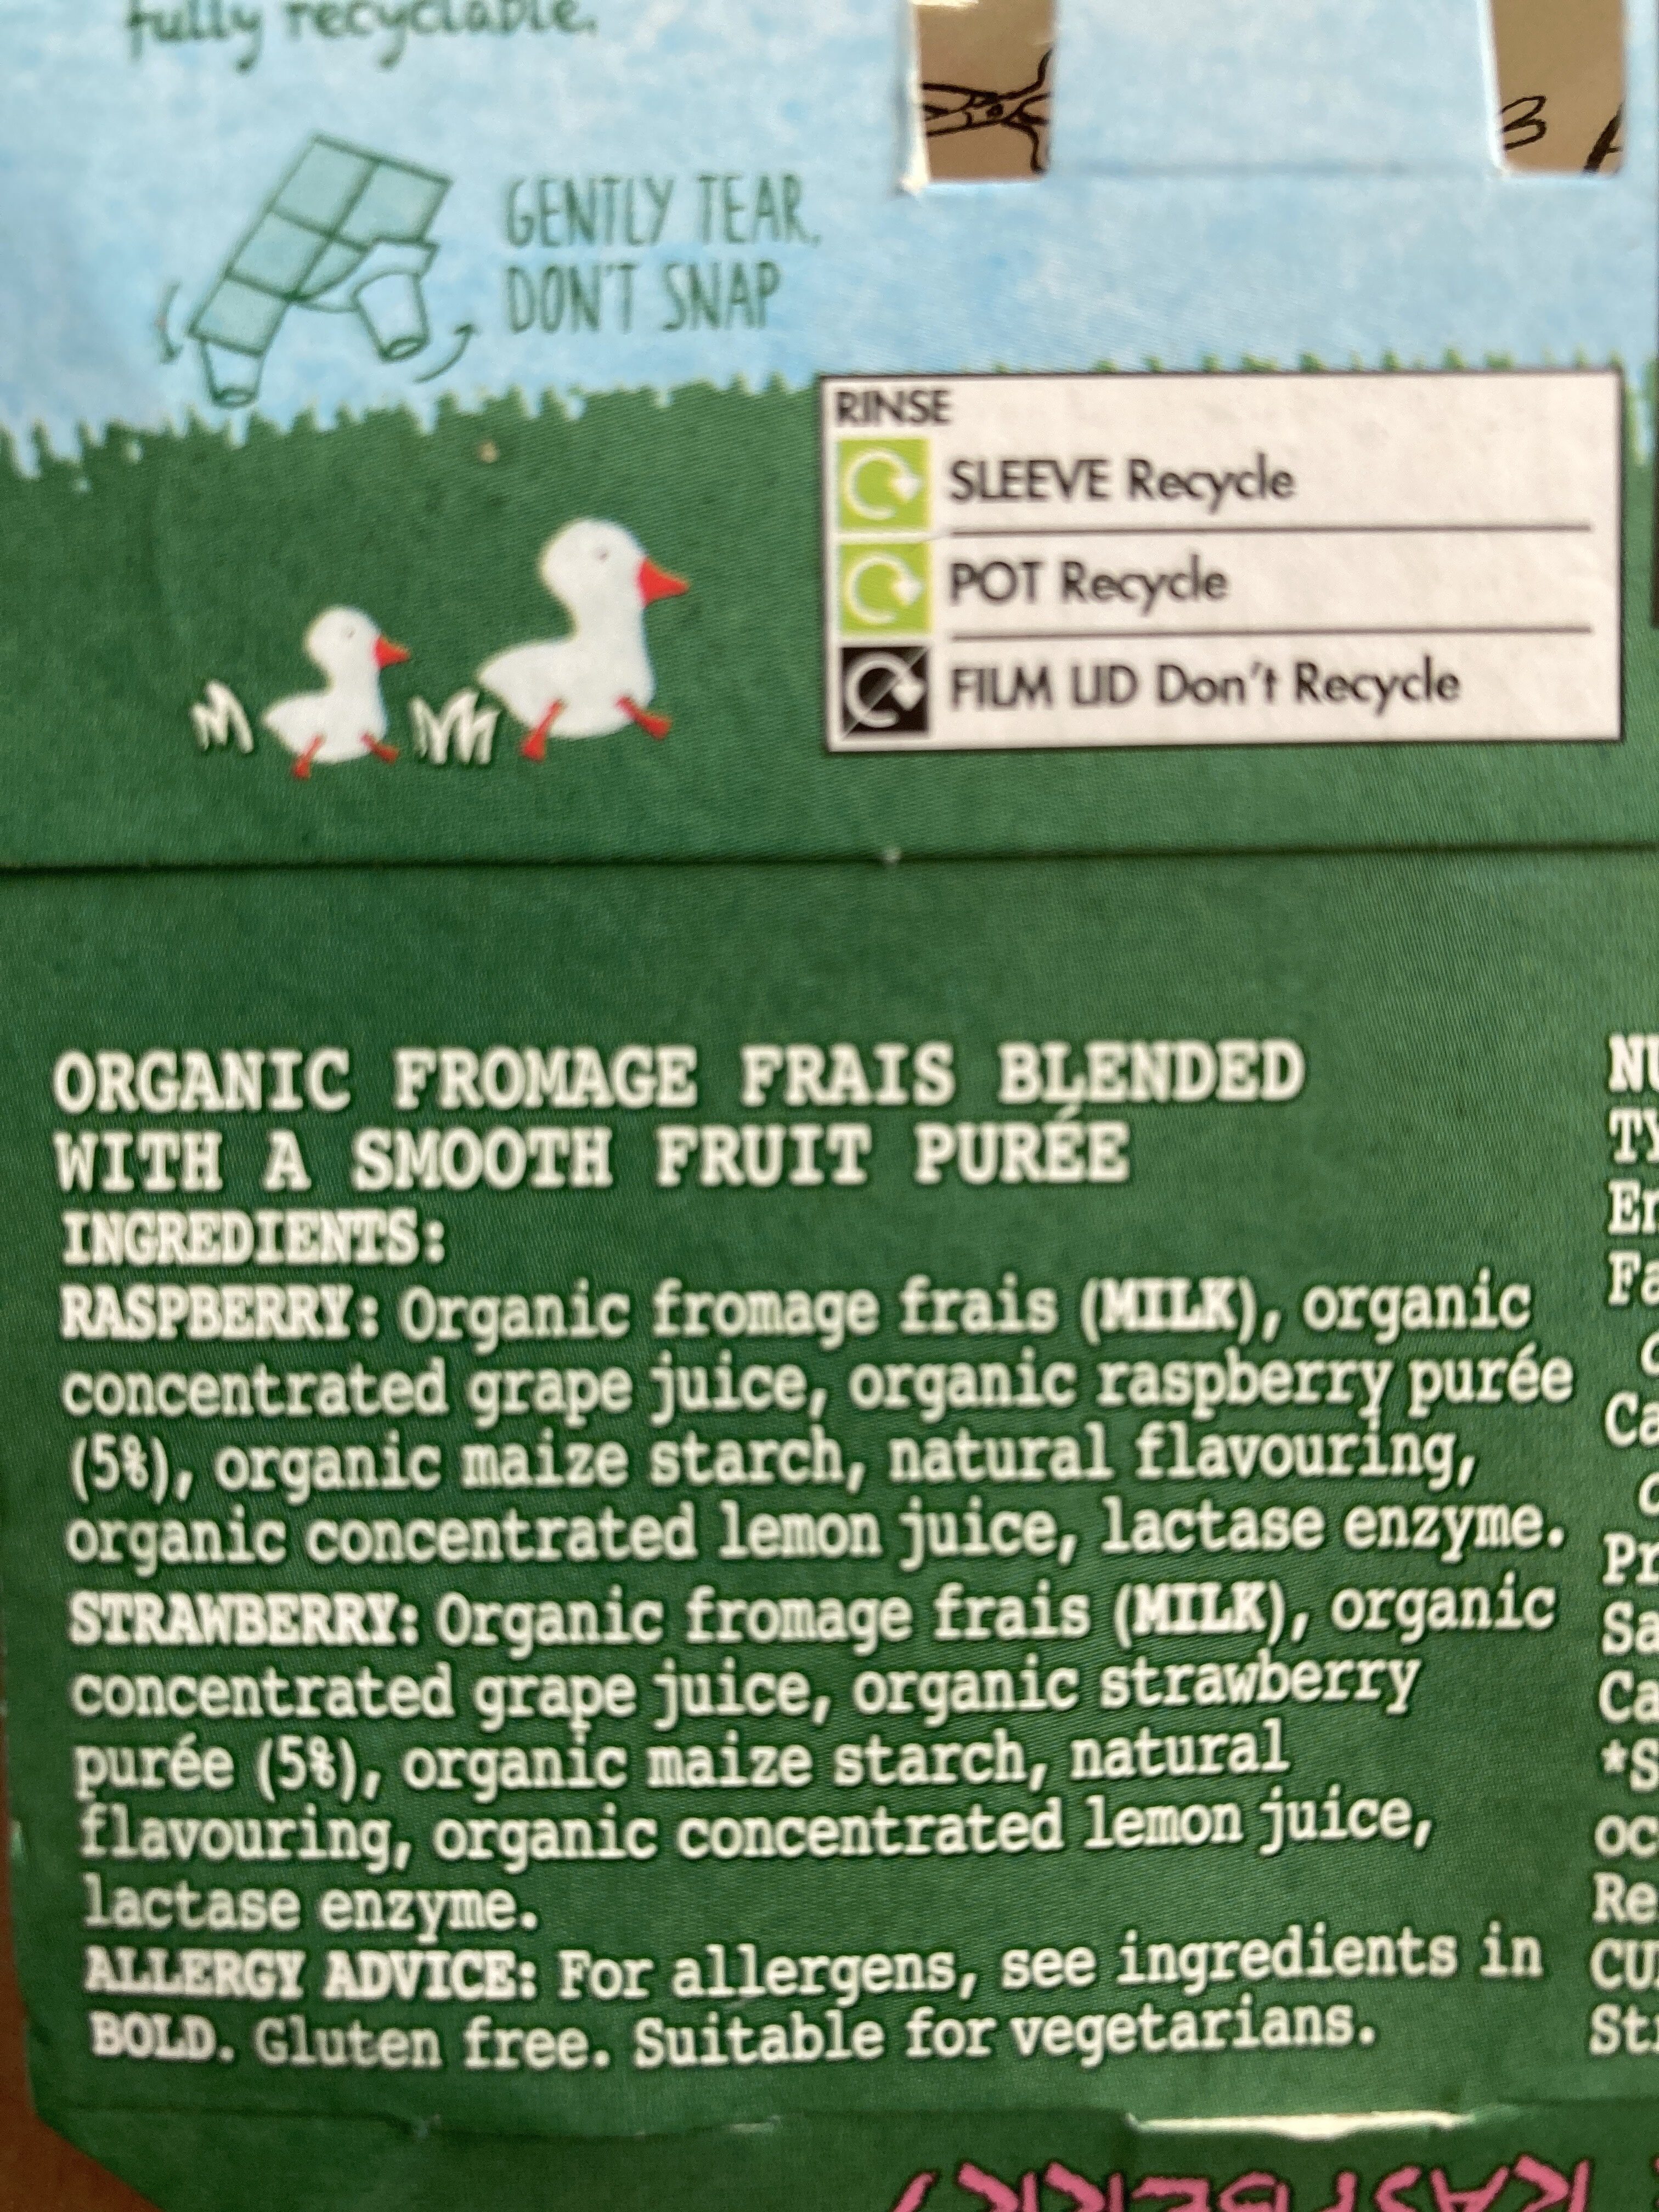 fully recyclable.
GENTLY TEAR,
DON'T SNAP
RINSE
SLEEVE Recycle
POT Recycle
FILM LID Don't Recycle
ORGANIC FROMAGE FRAIS BLENDED
WITH A SMOOTH FRUIT PURÉE
INGREDIENTS:
RASPBERRY: Organic fromage frais (MILK), organic
concentrated grape juice, organic raspberry purée
(5%), organic maize starch, natural flavouring,
organic concentrated lemon juice, lactase enzyme.
STRAWBERRY: Organic fromage frais (MILK), organic
concentrated grape juice, organic strawberry
purée (5%), organic maize starch, natural
flavouring, organic concentrated lemon juice,
lactase enzyme.
ALLERGY ADVICE: For allergens, see ingredients in
BOLD. Gluten free. Suitable for vegetarians.
RASPBERRY